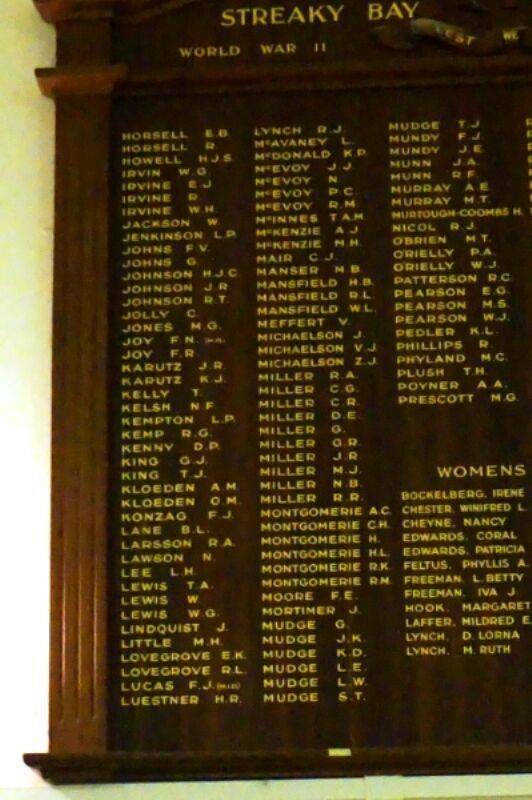 STREAKY BAY
WORLD WAR II
LEST WE
HORSELL E.B.
HORSELL R.
HOWELL H.J.S.
IRVIN W.G.
IRVINE E.J.
IRVINE R.
IRVINE W.H.
JACKSON W.
JENKINSON L.P.
JOHNS F.V.
JOHNS G.
JOHNSON H.J.C.
JOHNSON J.R.
JOHNSON R.T.
JOLLY C.
JONES M.G.
JOY F.N.
JOY F.R.
KARUTZ J.R.
KARUTZ K.J.
KELLY T.
KELSH N.F.
KEMPTON L.P.
KEMP R.G.
KENNY D.P.
KING G.J.
KING T.J.
KLOEDEN A.M.
KLOEDEN O.M.
KONZAG F.J.
LANE B.L.
LARSSON R.A.
LAWSON N.
LEE L.H.
LEWIS T.A.
LEWIS W.
LEWIS W.G.
LINDQUIST J.
LITTLE M.H.
LOVEGROVE E.K.
LOVEGROVE R.L.
LUCAS F.J. (M.I.D)
LUESTNER H.R.
LYNCH R.J.
McAVANEY L.
McDONALD K.P.
McEVOY J.J.
McEVOY N.
McEVOY P.C.
McEVOY R.M.
McINNES T.A.M.
McKENZIE A.J.
McKENZIE M.H.
MAIR C.J.
MANSER M.B.
MANSFIELD H.B.
MANSFIELD R.L.
MANSFIELD W.L.
MEFFERT V.
MICHAELSON J.
MICHAELSON V.J.
MICHAELSON Z.J.
MILLER R.A.
MILLER C.G.
MILLER C.R.
MILLER D.E.
MILLER G.
MILLER G.R.
MILLER J.R.
MILLER M.J.
MILLER N.B.
MILLER R.R.
MONTGOMERIE A.C.
MONTGOMERIE C.H.
MONTGOMERIE H.
MONTGOMERIE H.L.
MONTGOMERIE R.K.
MONTGOMERIE R.M.
MOORE F.E.
MORTIMER J.
MUDGE G.
MUDGE J.K.
MUDGE K.D.
MUDGE L.E.
MUDGE L.W.
MUDGE S.T.
MUDGE T.J.
MUNDY F.J.
MUNDY J.E.
MUNN J.A.
MUNN R.F.
MURRAY A.E.
MURRAY M.T.
MURTOUGH-COOMBS H.
NICOL R.J.
O'BRIEN M.T.
O'RIELLY P.A.
O'RIELLY W.J.
PATTERSON R.C.
PEARSON E.G.
PEARSON M.S.
PEARSON W.J.
PEDLER K.L.
PHILLIPS R.
PHYLAND M.C.
PLUSH T.H.
POYNER A.A.
PRESCOTT M.G.
WOMENS
BOCKELBERG, IRENE
CHESTER, WINIFRED L.
CHEYNE, NANCY
EDWARDS, CORAL
EDWARDS, PATRICIA
FELTUS, PHYLLIS A.
FREEMAN, L. BETTY
FREEMAN, IVA J.
HOOK, MARGARET
LAFFER, MILDRED E.
LYNCH, D. LORNA
LYNCH, M. RUTH